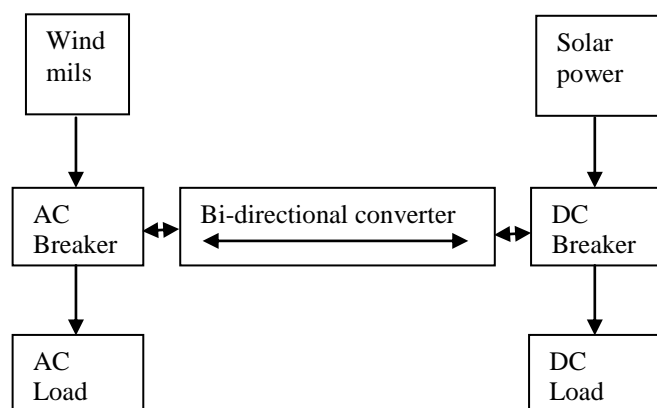 Wind
mils
Solar
power
AC
Breaker
Bi-directional converter
DC
Breaker
AC
Load
DC
Load